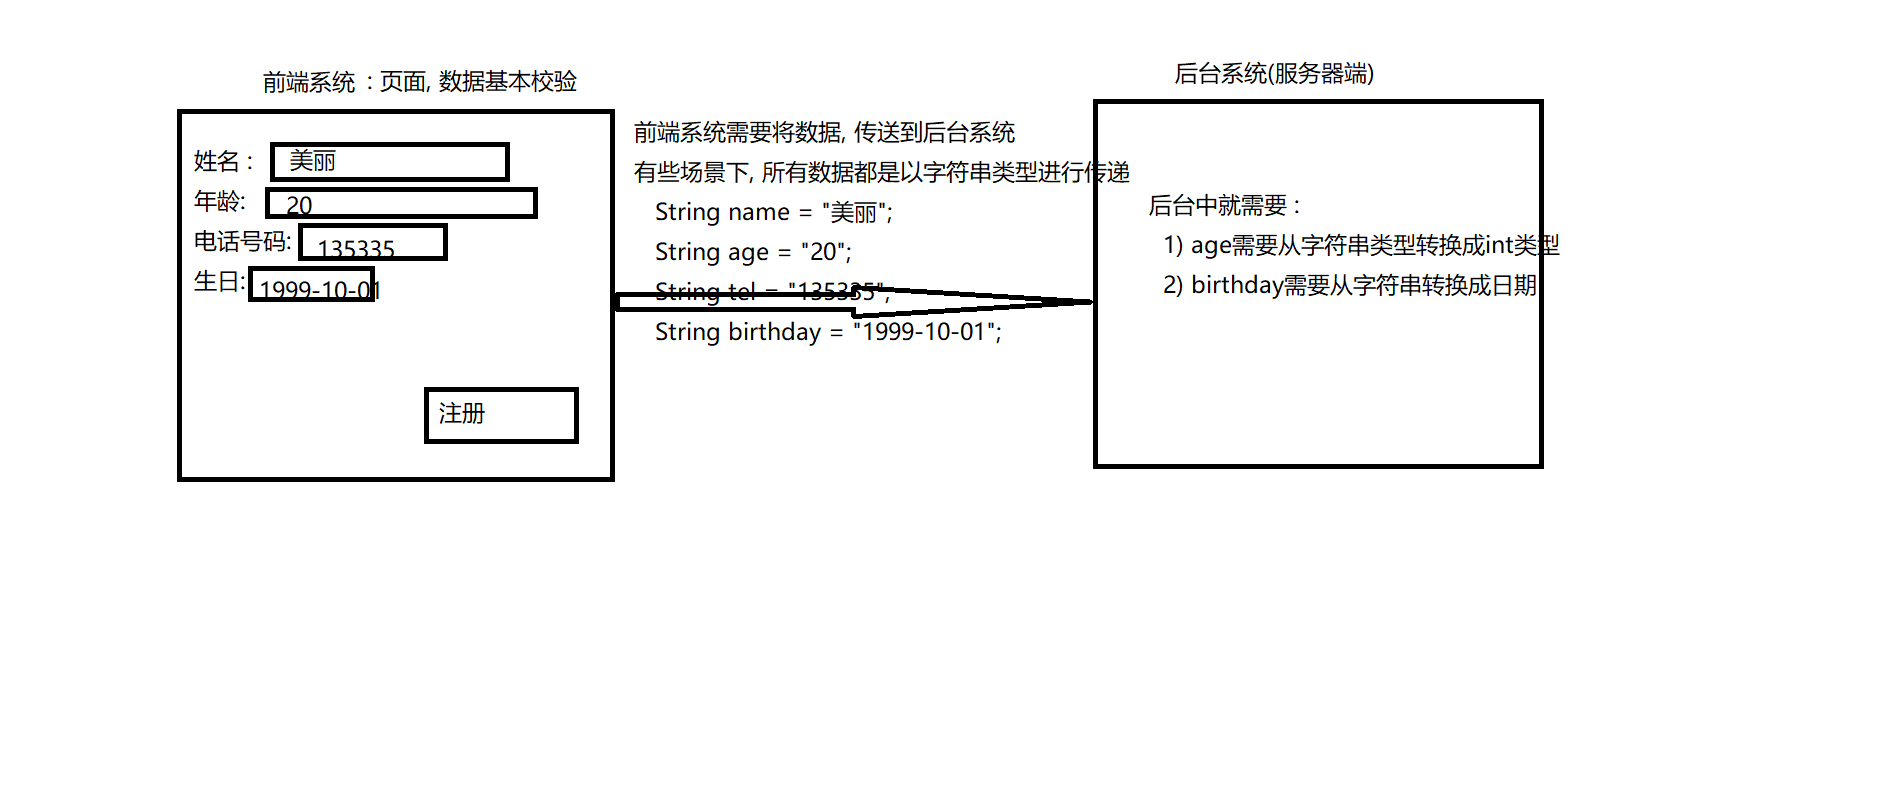 前端系统 : 页面, 数据基本校验
姓名 : 美丽
年龄: 20
电话号码: 135335
生日: 1999-10-01
注册
前端系统需要将数据, 传送到后台系统
有些场景下, 所有数据都是以字符串类型进行传递
String name = "美丽";
String age = "20";
String tel = "135335";
String birthday = "1999-10-01";
后台系统(服务器端)
后台中就需要 :
1) age需要从字符串类型转换成int类型
2) birthday需要从字符串转换成日期